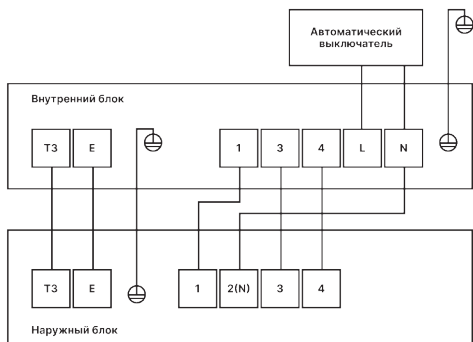 Автоматический
выключатель
Внутренний блок
T3 E 1 3 4 L N
T3 E 1 2(N) 3 4
Наружный блок